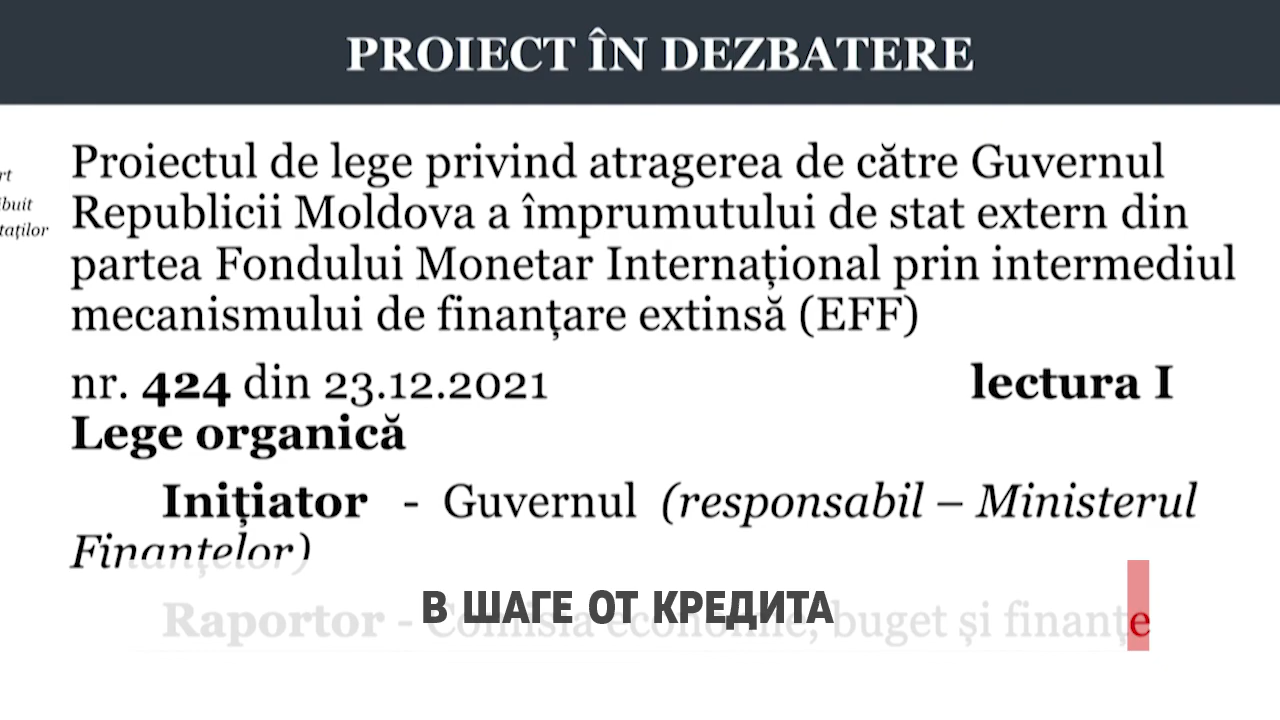 PROIECT ÎN DEZBATERE
Proiectul de lege privind atragerea de către Guvernul
Republicii Moldova a împrumutului de stat extern din
partea Fondului Monetar Internațional prin intermediul
mecanismului de finanțare extinsă (EFF)
nr. 424 din 23.12.2021 lectura I
Lege organică
Inițiator - Guvernul (responsabil – Ministerul
Finanțelor)
Raportor - Comisia economie, buget și finanțe
В ШАГЕ ОТ КРЕДИТА